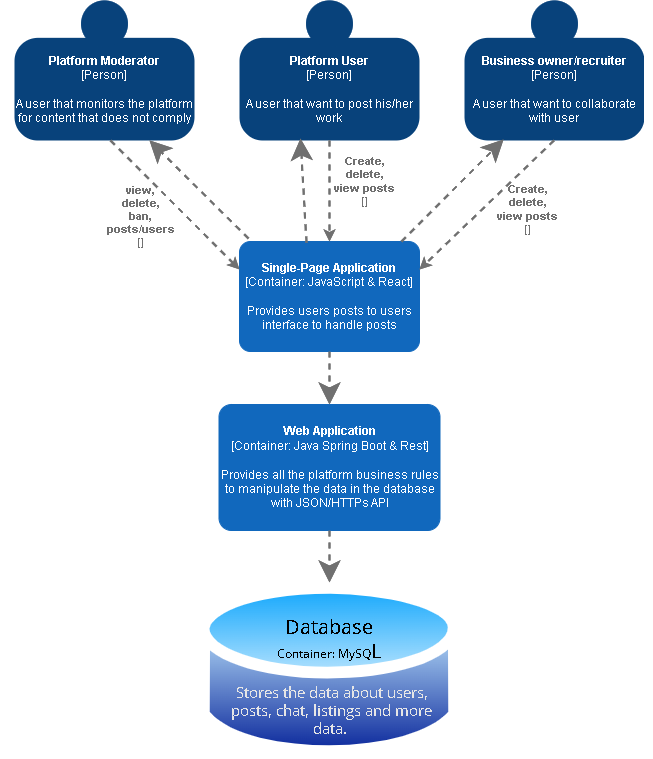 Platform Moderator
[Person]
A user that monitors the platform
for content that does not comply
Platform User
[Person]
A user that want to post his/her
work
Business owner/recruiter
[Person]
A user that want to collaborate
with user
view,
delete,
ban,
posts/users
[]
Create,
delete,
view posts
[]
Create,
delete,
view posts
[]
Single-Page Application
[Container: JavaScript & React]
Provides users posts to users
interface to handle posts
Web Application
[Container: Java Spring Boot & Rest]
Provides all the platform business rules
to manipulate the data in the database
with JSON/HTTPs API
Database
Container: MySQL
Stores the data about users,
posts, chat, listings and more
data.